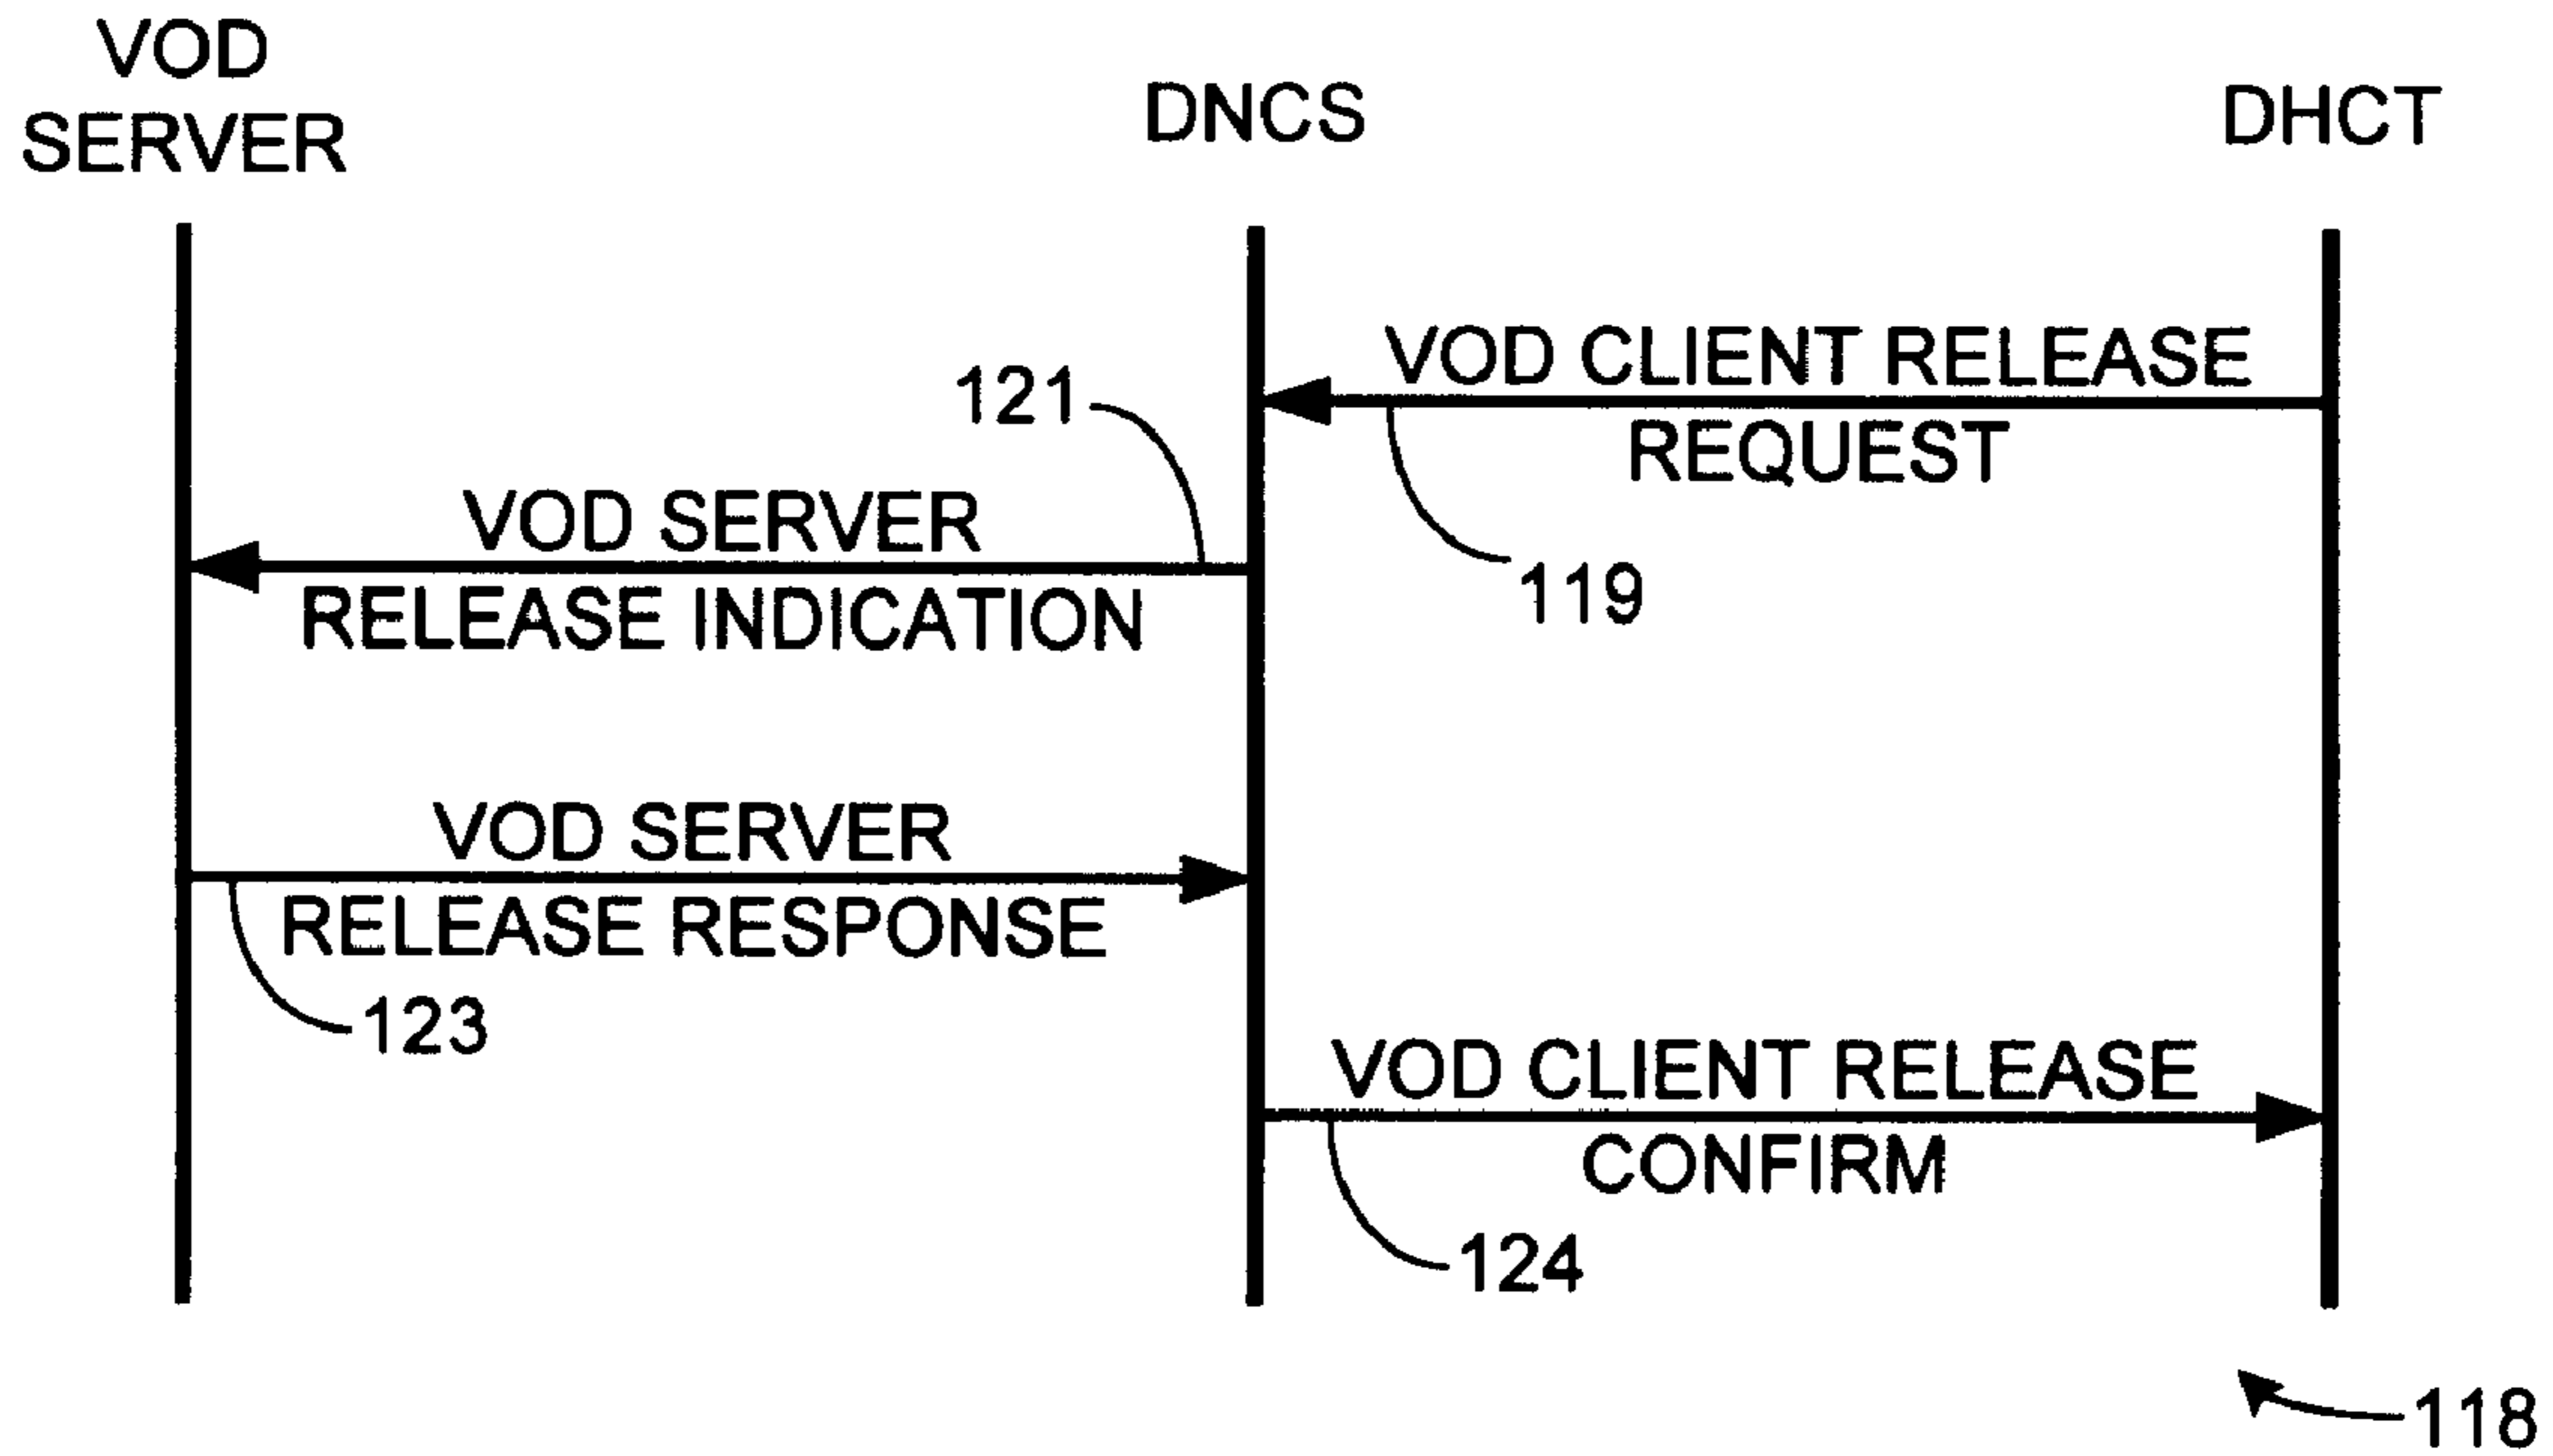 VOD
SERVER
DNCS
DHCT
VOD CLIENT RELEASE
REQUEST
119
121
VOD SERVER
RELEASE INDICATION
VOD SERVER
RELEASE RESPONSE
123
VOD CLIENT RELEASE
CONFIRM
124
118